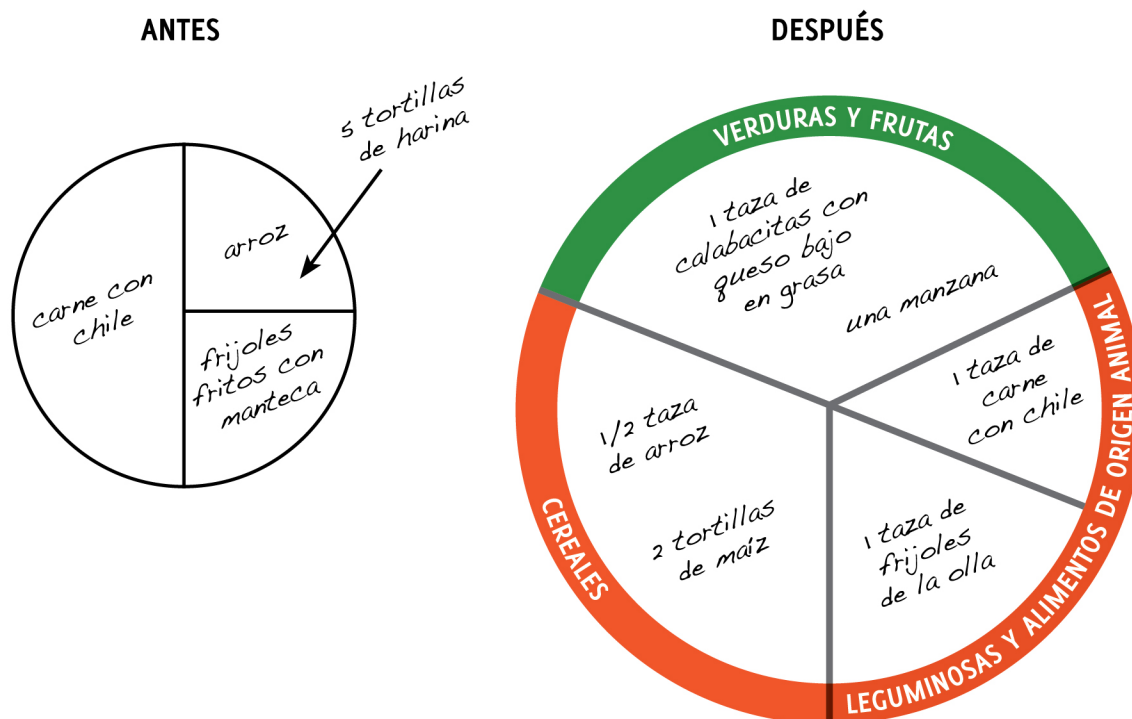 ANTES
5 tortillas
de harina
arroz
carne con
chile
frijoles
fritos con
manteca
DESPUÉS
VERDURAS Y FRUTAS
1 taza de
calabacitas con
queso bajo
en grasa
una manzana
1 taza de
carne
con chile
1 taza de
frijoles
de la olla
LEGUMINOSAS Y ALIMENTOS DE ORIGEN ANIMAL
1/2 taza
de arroz
2 tortillas
de maíz
CEREALES